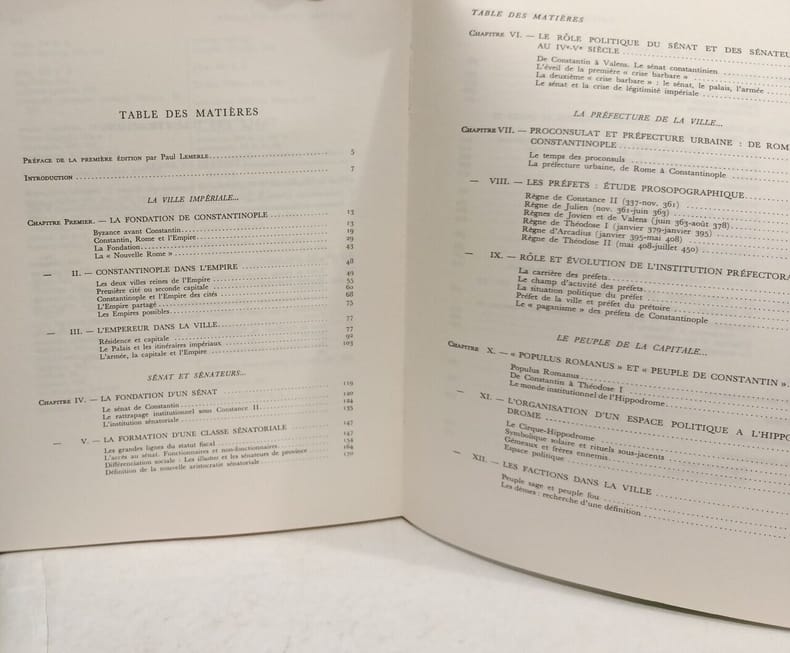 TABLE DES MATIÈRES
PRÉFACE DE LA PREMIÈRE ÉDITION par PAUL LEMERLE 5
INTRODUCTION 7
LA VILLE IMPÉRIALE...
CHAPITRE PREMIER. — LA FONDATION DE CONSTANTINOPLE 13
Byzance avant Constantin 13
Constantin, Rome et l'Empire 19
La Fondation 29
La « Nouvelle Rome » 43
— II. — CONSTANTINOPLE DANS L'EMPIRE 48
Les deux villes reines de l'Empire 49
Première cité ou seconde capitale 55
Constantinople et l'Empire des cités 60
L'Empire partagé 68
Les Empires possibles 75
— III. — L'EMPEREUR DANS LA VILLE 77
Résidence et capitale 77
Le Palais et les itinéraires impériaux 92
L'armée, la capitale et l'Empire 103
SÉNAT ET SÉNATEURS...
CHAPITRE IV. — LA FONDATION D'UN SÉNAT 119
Le sénat de Constantin 120
Le rattrapage institutionnel sous Constance II 124
L'institution sénatoriale 135
— V. — LA FORMATION D'UNE CLASSE SÉNATORIALE 147
Les grandes lignes du statut fiscal 147
L'accès au sénat. Fonctionnaires et non-fonctionnaires 154
Différenciation sociale : Les illustres et les sénateurs de province 164
Définition de la nouvelle aristocratie sénatoriale 170
TABLE DES MATIÈRES
CHAPITRE VI. — LE RÔLE POLITIQUE DU SÉNAT ET DES SÉNATEU
AU IVe-Ve SIÈCLE
De Constantin à Valens. Le sénat constantinien
L'éveil de la première « crise barbare »
La deuxième « crise barbare » : le sénat, le palais, l'armée
Le sénat et la crise de légitimité impériale
LA PRÉFECTURE DE LA VILLE...
CHAPITRE VII. — PROCONSULAT ET PRÉFECTURE URBAINE : DE ROM
CONSTANTINOPLE
Le temps des proconsuls
La préfecture urbaine, de Rome à Constantinople
— VIII. — LES PRÉFETS : ÉTUDE PROSOPOGRAPHIQUE
Règne de Constance II (337-nov. 361)
Règne de Julien (nov. 361-juin 363)
Règnes de Jovien et de Valens (juin 363-août 378)
Règne de Théodose I (janvier 379-janvier 395)
Règne d'Arcadius (janvier 395-mai 408)
Règne de Théodose II (mai 408-juillet 450)
— IX. — RÔLE ET ÉVOLUTION DE L'INSTITUTION PRÉFECTORA
La carrière des préfets
Le champ d'activité des préfets
La situation politique du préfet
Préfet de la ville et préfet du prétoire
Le « paganisme » des préfets de Constantinople
LE PEUPLE DE LA CAPITALE...
CHAPITRE X. — « POPULUS ROMANUS » ET « PEUPLE DE CONSTANTIN »
Populus Romanus
De Constantin à Théodose I
Le monde institutionnel de l'Hippodrome
— XI. — L'ORGANISATION D'UN ESPACE POLITIQUE A L'HIPPO
DROME
Le Cirque-Hippodrome
Symbolique solaire et rituels sous-jacents
Gémeaux et frères ennemis
Espace politique
— XII. — LES FACTIONS DANS LA VILLE
Peuple sage et peuple fou
Les dèmes : recherche d'une définition